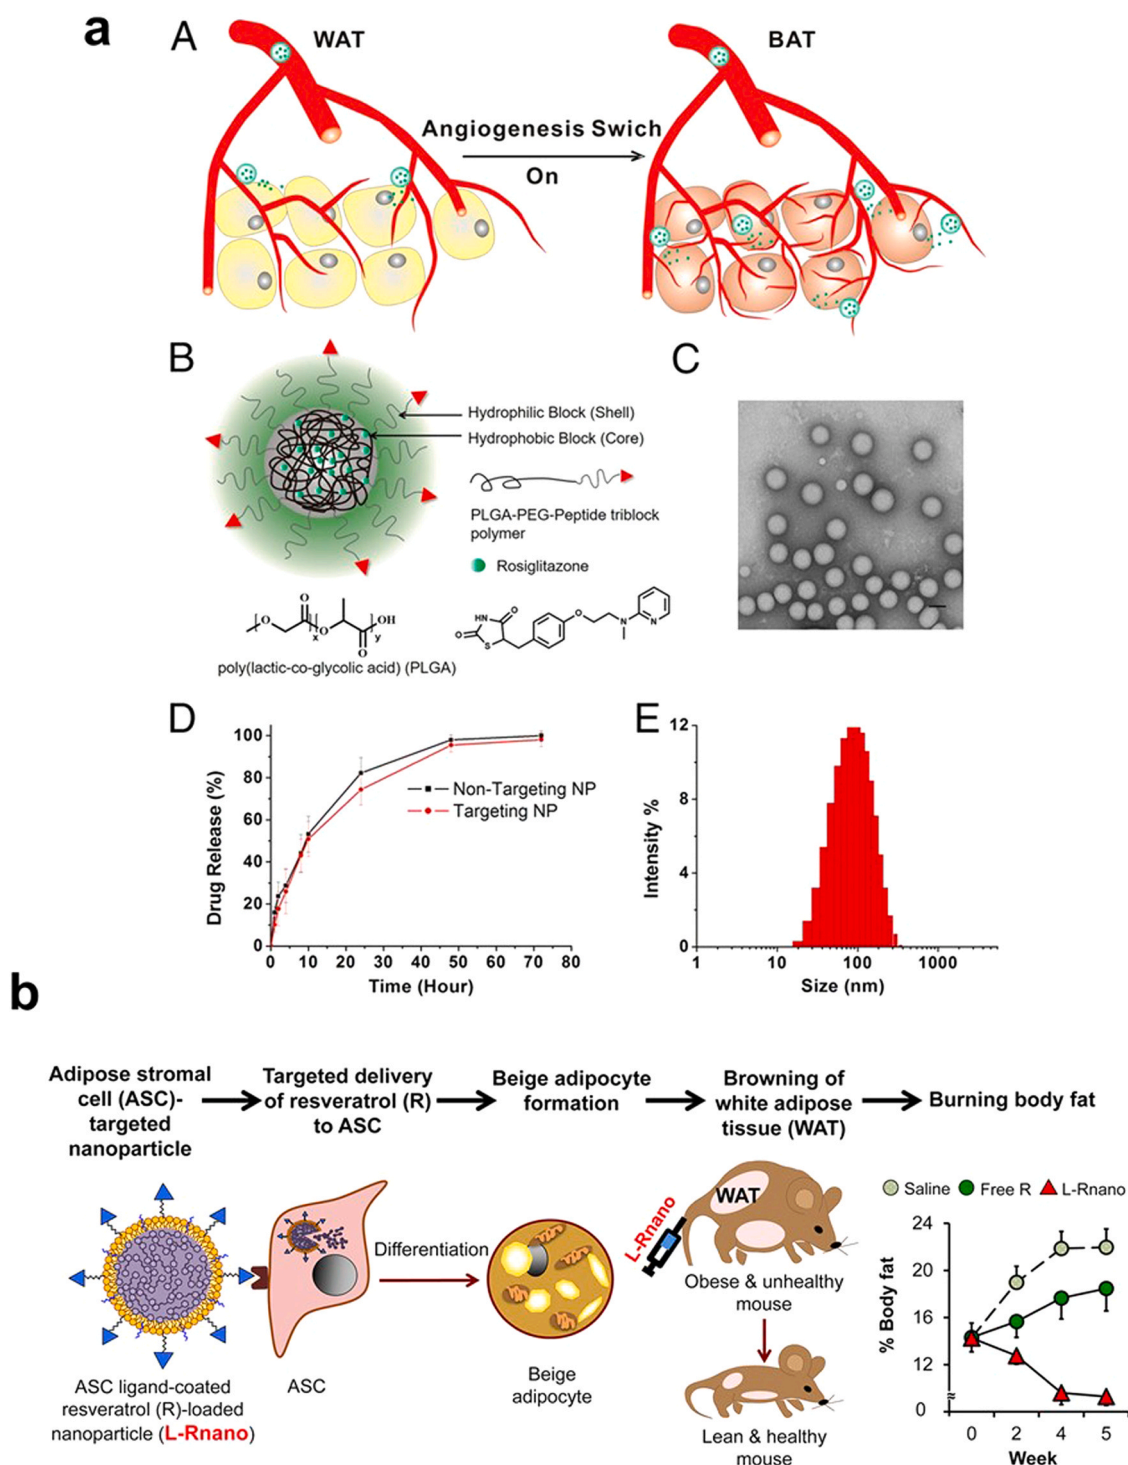 a
A
WAT
BAT
Angiogenesis Swich
On
B
Hydrophilic Block (Shell)
Hydrophobic Block (Core)
PLGA-PEG-Peptide triblock
polymer
Rosiglitazone
O
O
x
O
O
y
OH
poly(lactic-co-glycolic acid) (PLGA)
HN
O
O
S
O
N
N
C
D
Drug Release (%)
100
80
60
40
20
0
Non-Targeting NP
Targeting NP
0 10 20 30 40 50 60 70 80
Time (Hour)
E
Intensity %
12
8
4
0
1 10 100 1000
Size (nm)
b
Adipose stromal
cell (ASC)-
targeted
nanoparticle
Targeted delivery
of resveratrol (R)
to ASC
Beige adipocyte
formation
Browning of
white adipose
tissue (WAT)
Burning body fat
ASC ligand-coated
resveratrol (R)-loaded
nanoparticle (L-Rnano)
ASC
Differentiation
Beige
adipocyte
L-Rnano
WAT
Obese & unhealthy
mouse
Lean & healthy
mouse
Saline Free R L-Rnano
% Body fat
24
20
16
12
0
0 2 4 5
Week